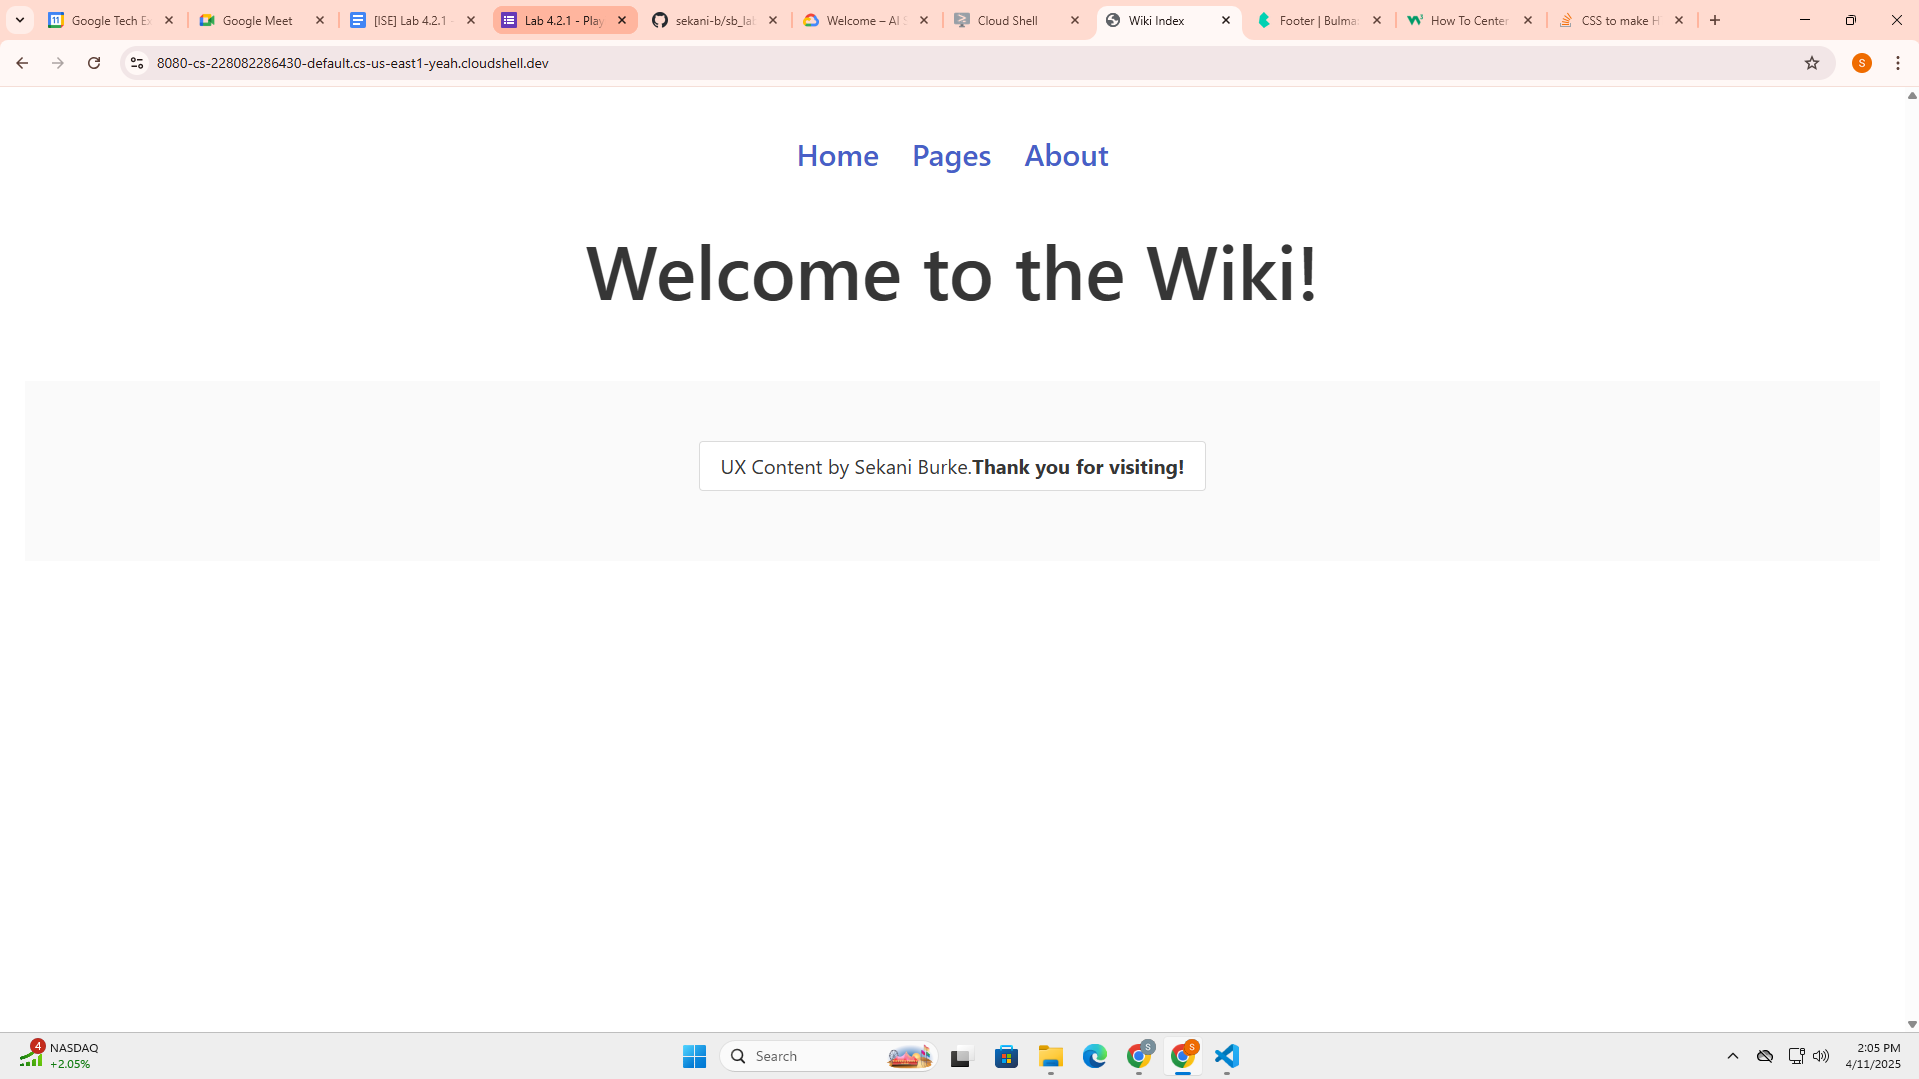 Google Tech Ex
Google Meet
[ISE] Lab 4.2.1 -
Lab 4.2.1 - Play
sekani-b/sb_lab
Welcome – AI S
Cloud Shell
Wiki Index
Footer | Bulma
How To Center
CSS to make H
8080-cs-228082286430-default.cs-us-east1-yeah.cloudshell.dev
S
Home Pages About
Welcome to the Wiki!
UX Content by Sekani Burke.Thank you for visiting!
4
NASDAQ
+2.05%
Search
S
S
2:05 PM
4/11/2025